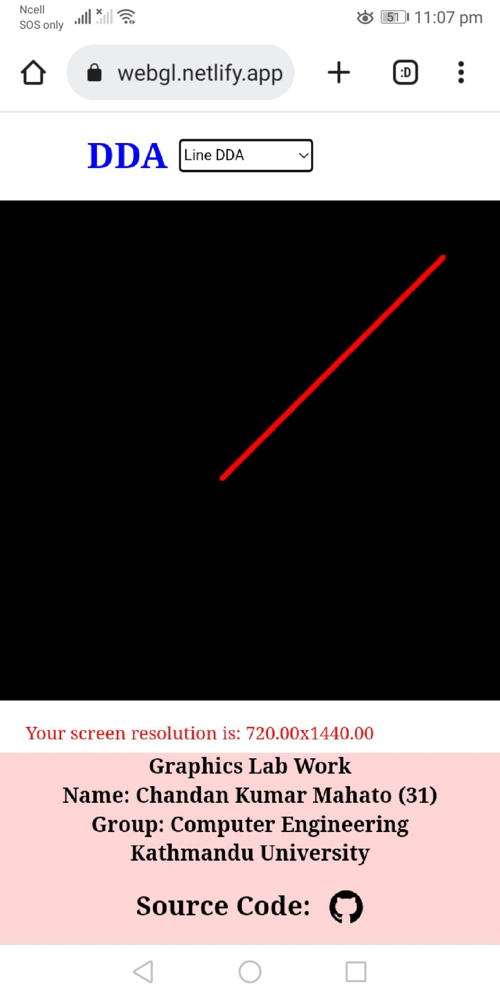 Ncell
SOS only
51 11:07 pm
webgl.netlify.app
:D
DDA
Line DDA
Your screen resolution is: 720.00x1440.00
Graphics Lab Work
Name: Chandan Kumar Mahato (31)
Group: Computer Engineering
Kathmandu University
Source Code: